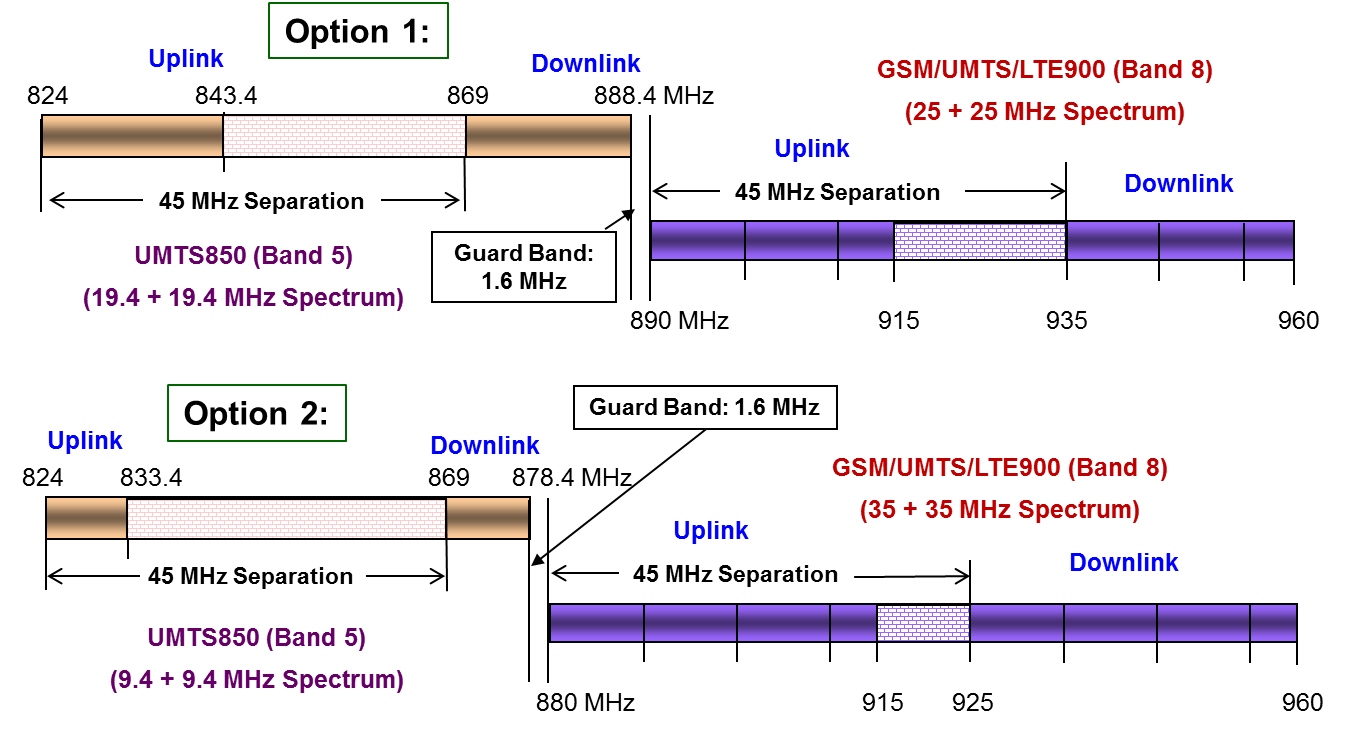 Option 1:
Uplink
Downlink
824
843.4
869
888.4 MHz
45 MHz Separation
UMTS850 (Band 5)
(19.4 + 19.4 MHz Spectrum)
Guard Band:
1.6 MHz
GSM/UMTS/LTE900 (Band 8)
(25 + 25 MHz Spectrum)
Uplink
Downlink
45 MHz Separation
890 MHz
915
935
960
Option 2:
Guard Band: 1.6 MHz
Uplink
Downlink
824
833.4
869
878.4 MHz
45 MHz Separation
UMTS850 (Band 5)
(9.4 + 9.4 MHz Spectrum)
GSM/UMTS/LTE900 (Band 8)
(35 + 35 MHz Spectrum)
Uplink
Downlink
45 MHz Separation
880 MHz
915
925
960